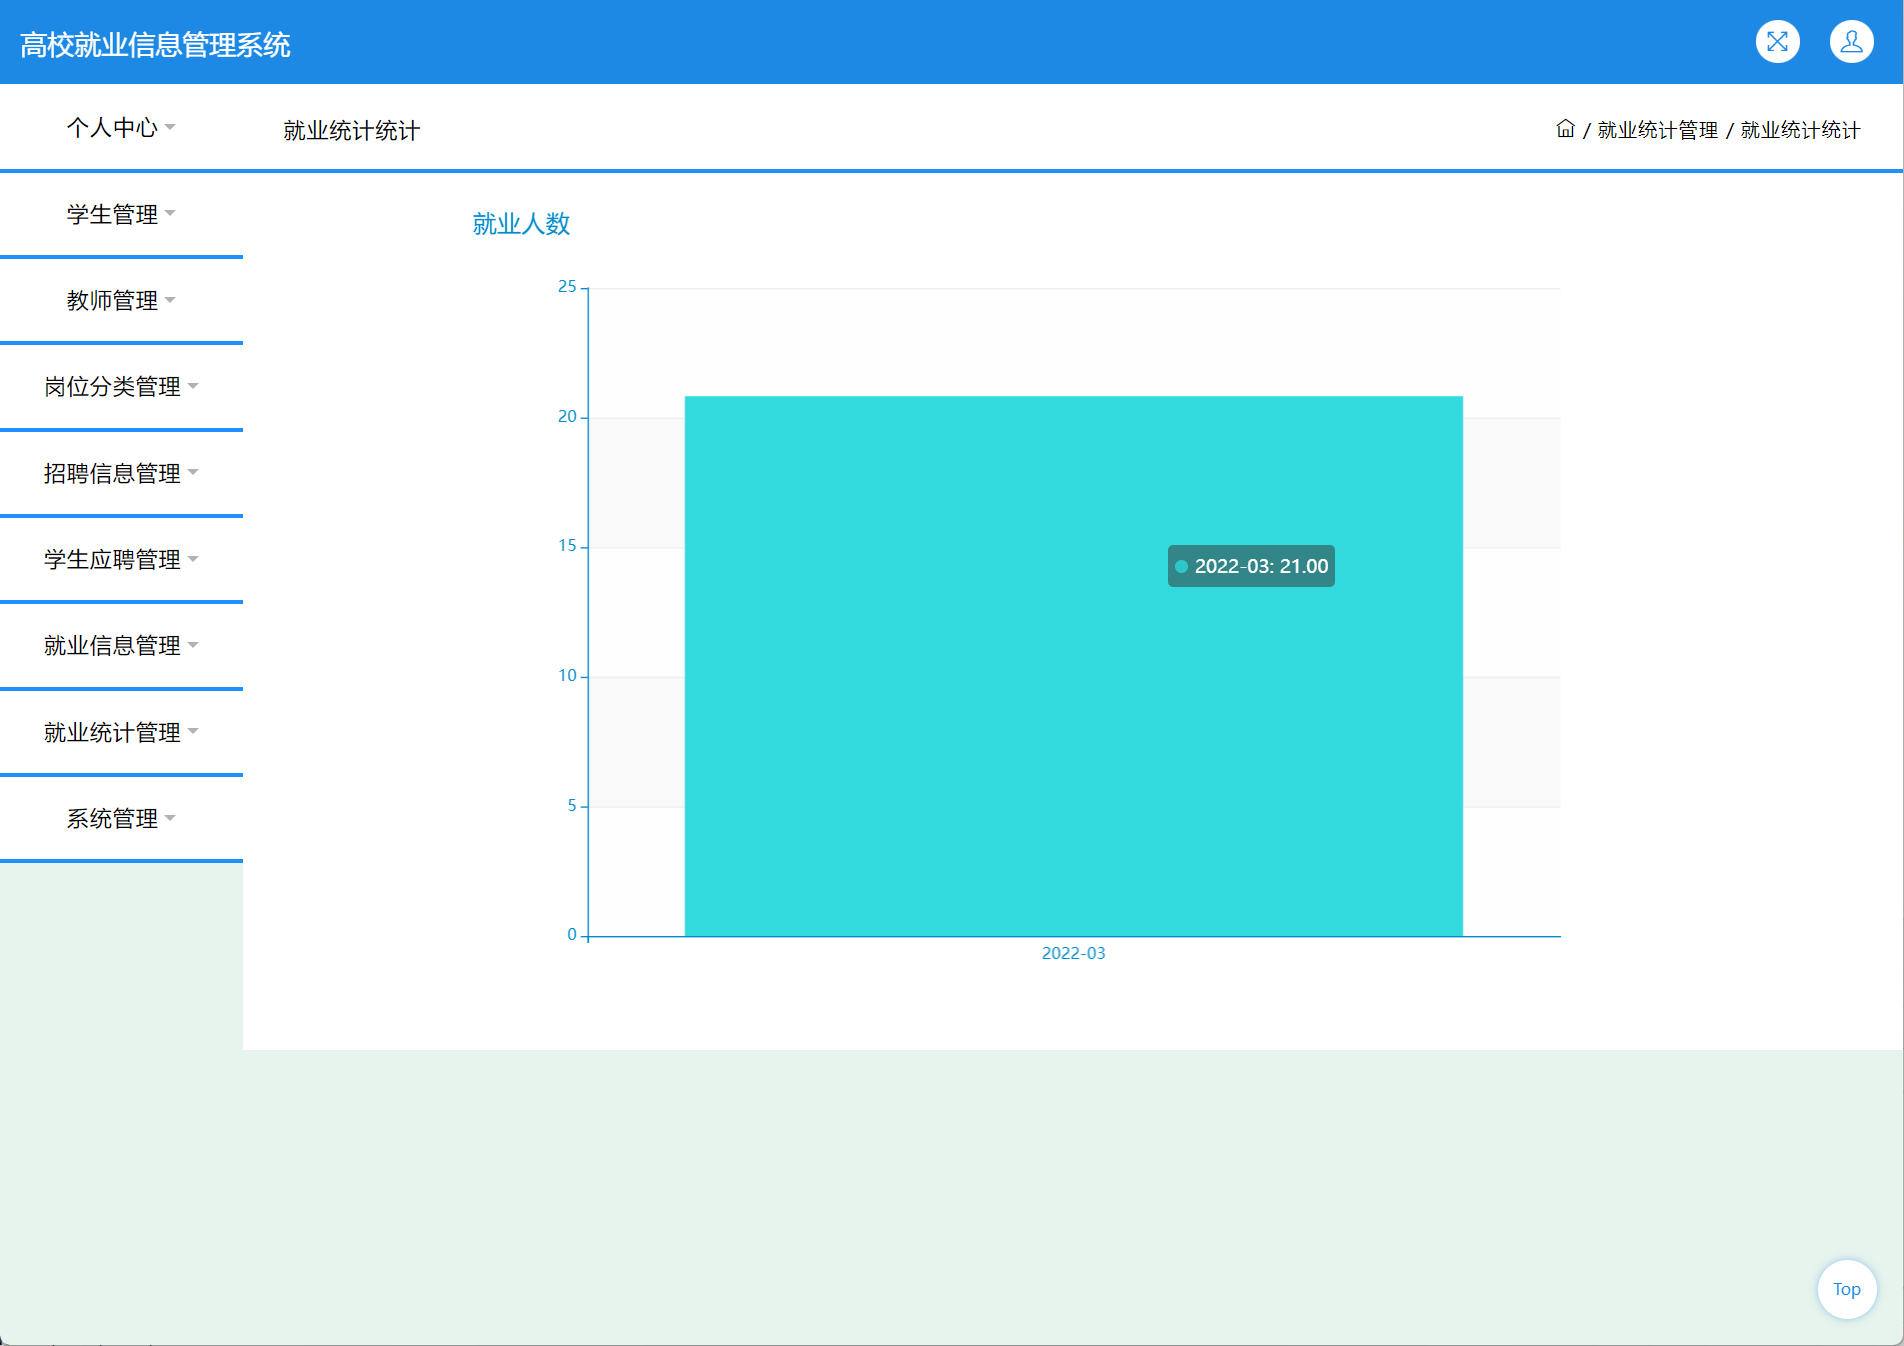 高校就业信息管理系统
个人中心
就业统计统计
/ 就业统计管理 / 就业统计统计
学生管理
教师管理
岗位分类管理
招聘信息管理
学生应聘管理
就业信息管理
就业统计管理
系统管理
就业人数
25
20
15
10
5
0
2022-03: 21.00
2022-03
Top